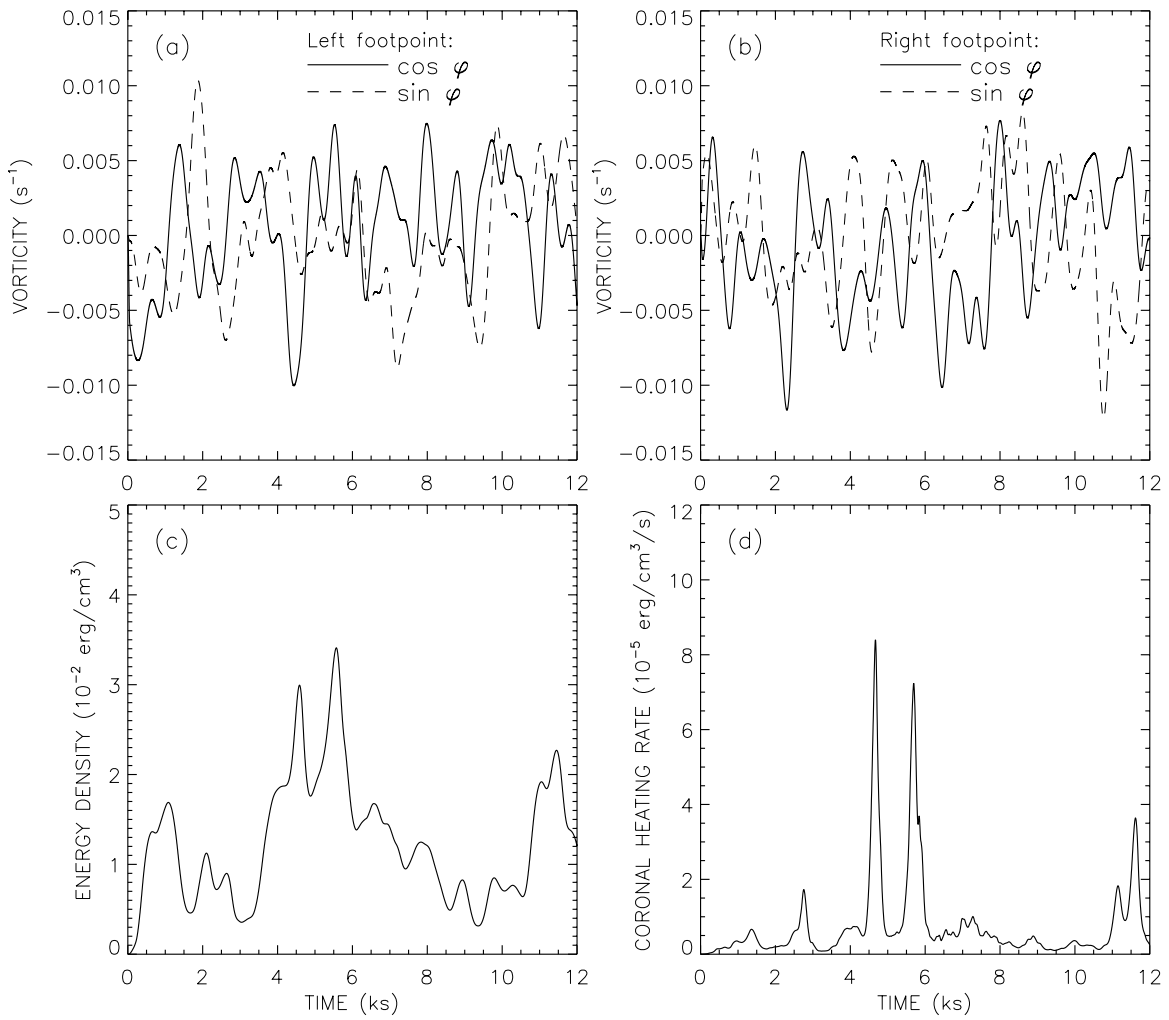 (a)
Left footpoint:
cos φ
sin φ
0.015
0.010
0.005
0.000
−0.005
−0.010
−0.015
VORTICITY (s⁻¹)
0 2 4 6 8 10 12
(b)
Right footpoint:
cos φ
sin φ
0.015
0.010
0.005
0.000
−0.005
−0.010
−0.015
VORTICITY (s⁻¹)
0 2 4 6 8 10 12
(c)
5
4
3
2
1
0
ENERGY DENSITY (10⁻² erg/cm³)
0 2 4 6 8 10 12
TIME (ks)
(d)
12
10
8
6
4
2
0
CORONAL HEATING RATE (10⁻⁵ erg/cm³/s)
0 2 4 6 8 10 12
TIME (ks)